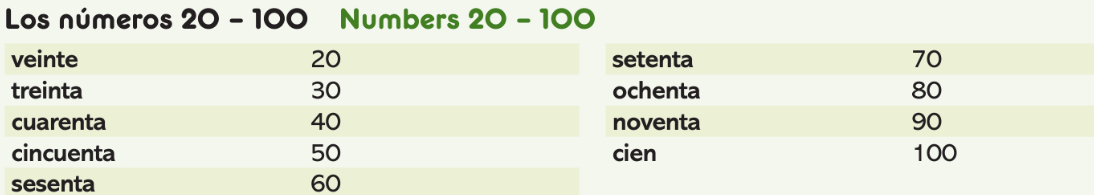 Los números 20 – 100 Numbers 20 – 100
veinte 20
treinta 30
cuarenta 40
cincuenta 50
sesenta 60
setenta 70
ochenta 80
noventa 90
cien 100